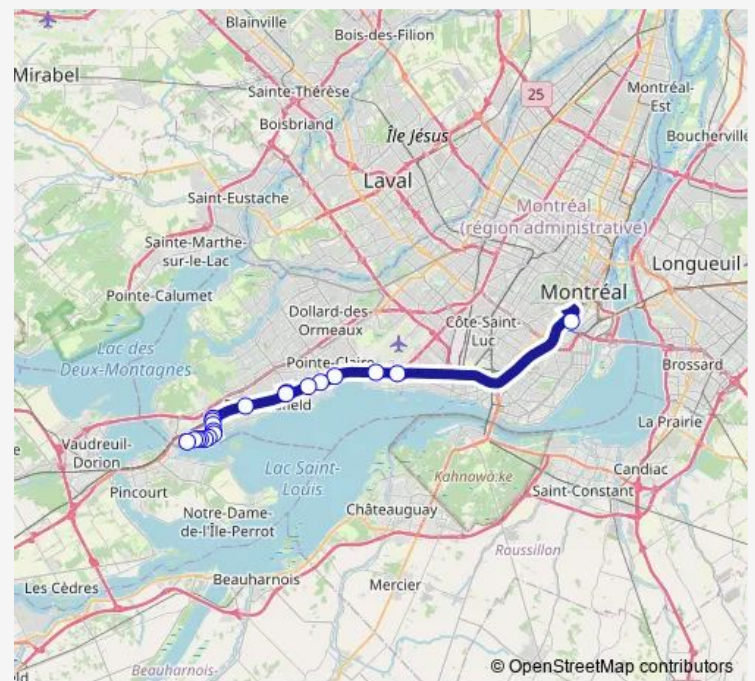 Blainville
Bois-des-Filion
Mirabel
Sainte-Thérèse
25
Montréal-
Est
Boisbriand
Boucherville
Île Jésus
Laval
Saint-Eustache
Montréal
(région administrative)
Sainte-Marthe-
sur-le-Lac
Longueuil
Pointe-Calumet
Montréal
Dollard-des-
Ormeaux
Côte-Saint-
Luc
Lac des
Deux-Montagnes
Pointe-Claire
Brossard
La Prairie
Vaudreuil-
Dorion
Lac Saint-
Louis
Kahnawà:ke
Candiac
Pincourt
Saint-Constant
Notre-Dame-
de-l'Île-Perrot
Châteauguay
Roussillon
Beauharnois
Mercier
Les Cèdres
Beauharnois-
© OpenStreetMap contributors